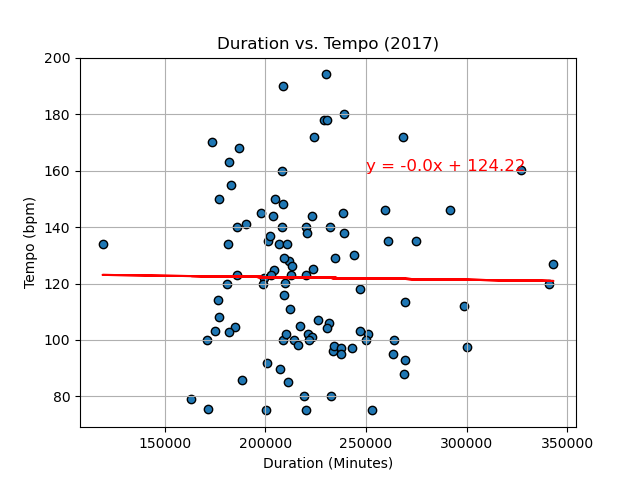 Duration vs. Tempo (2017)
200
180
160
140
120
100
80
y = -0.0x + 124.22
Tempo (bpm)
150000 200000 250000 300000 350000
Duration (Minutes)